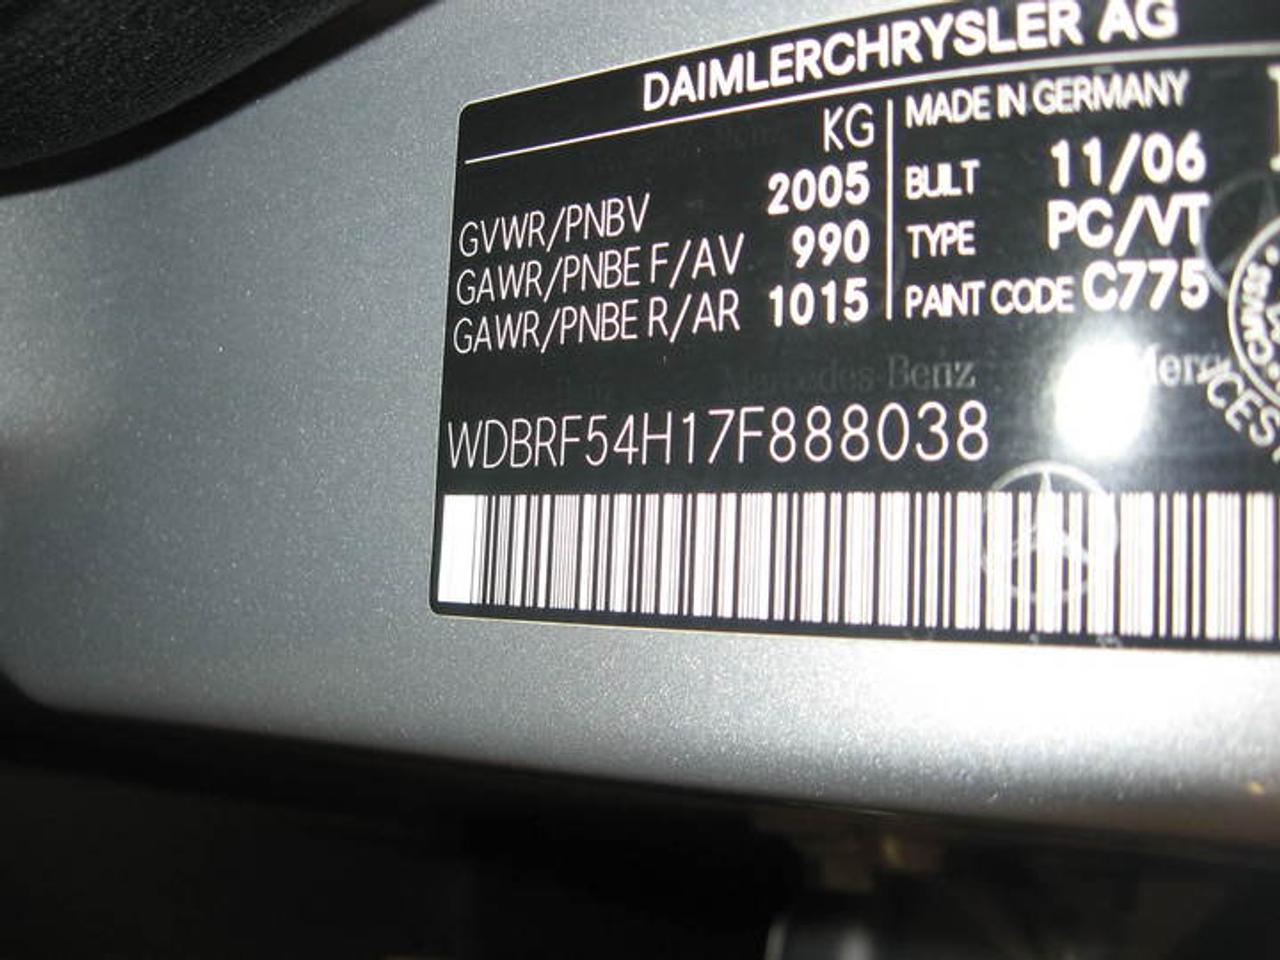 DAIMLERCHRYSLER AG
KG
GVWR/PNBV 2005
GAWR/PNBE F/AV 990
GAWR/PNBE R/AR 1015
MADE IN GERMANY
BUILT 11/06
TYPE PC/VT
PAINT CODE C775
Mercedes-Benz
WDBRF54H17F888038